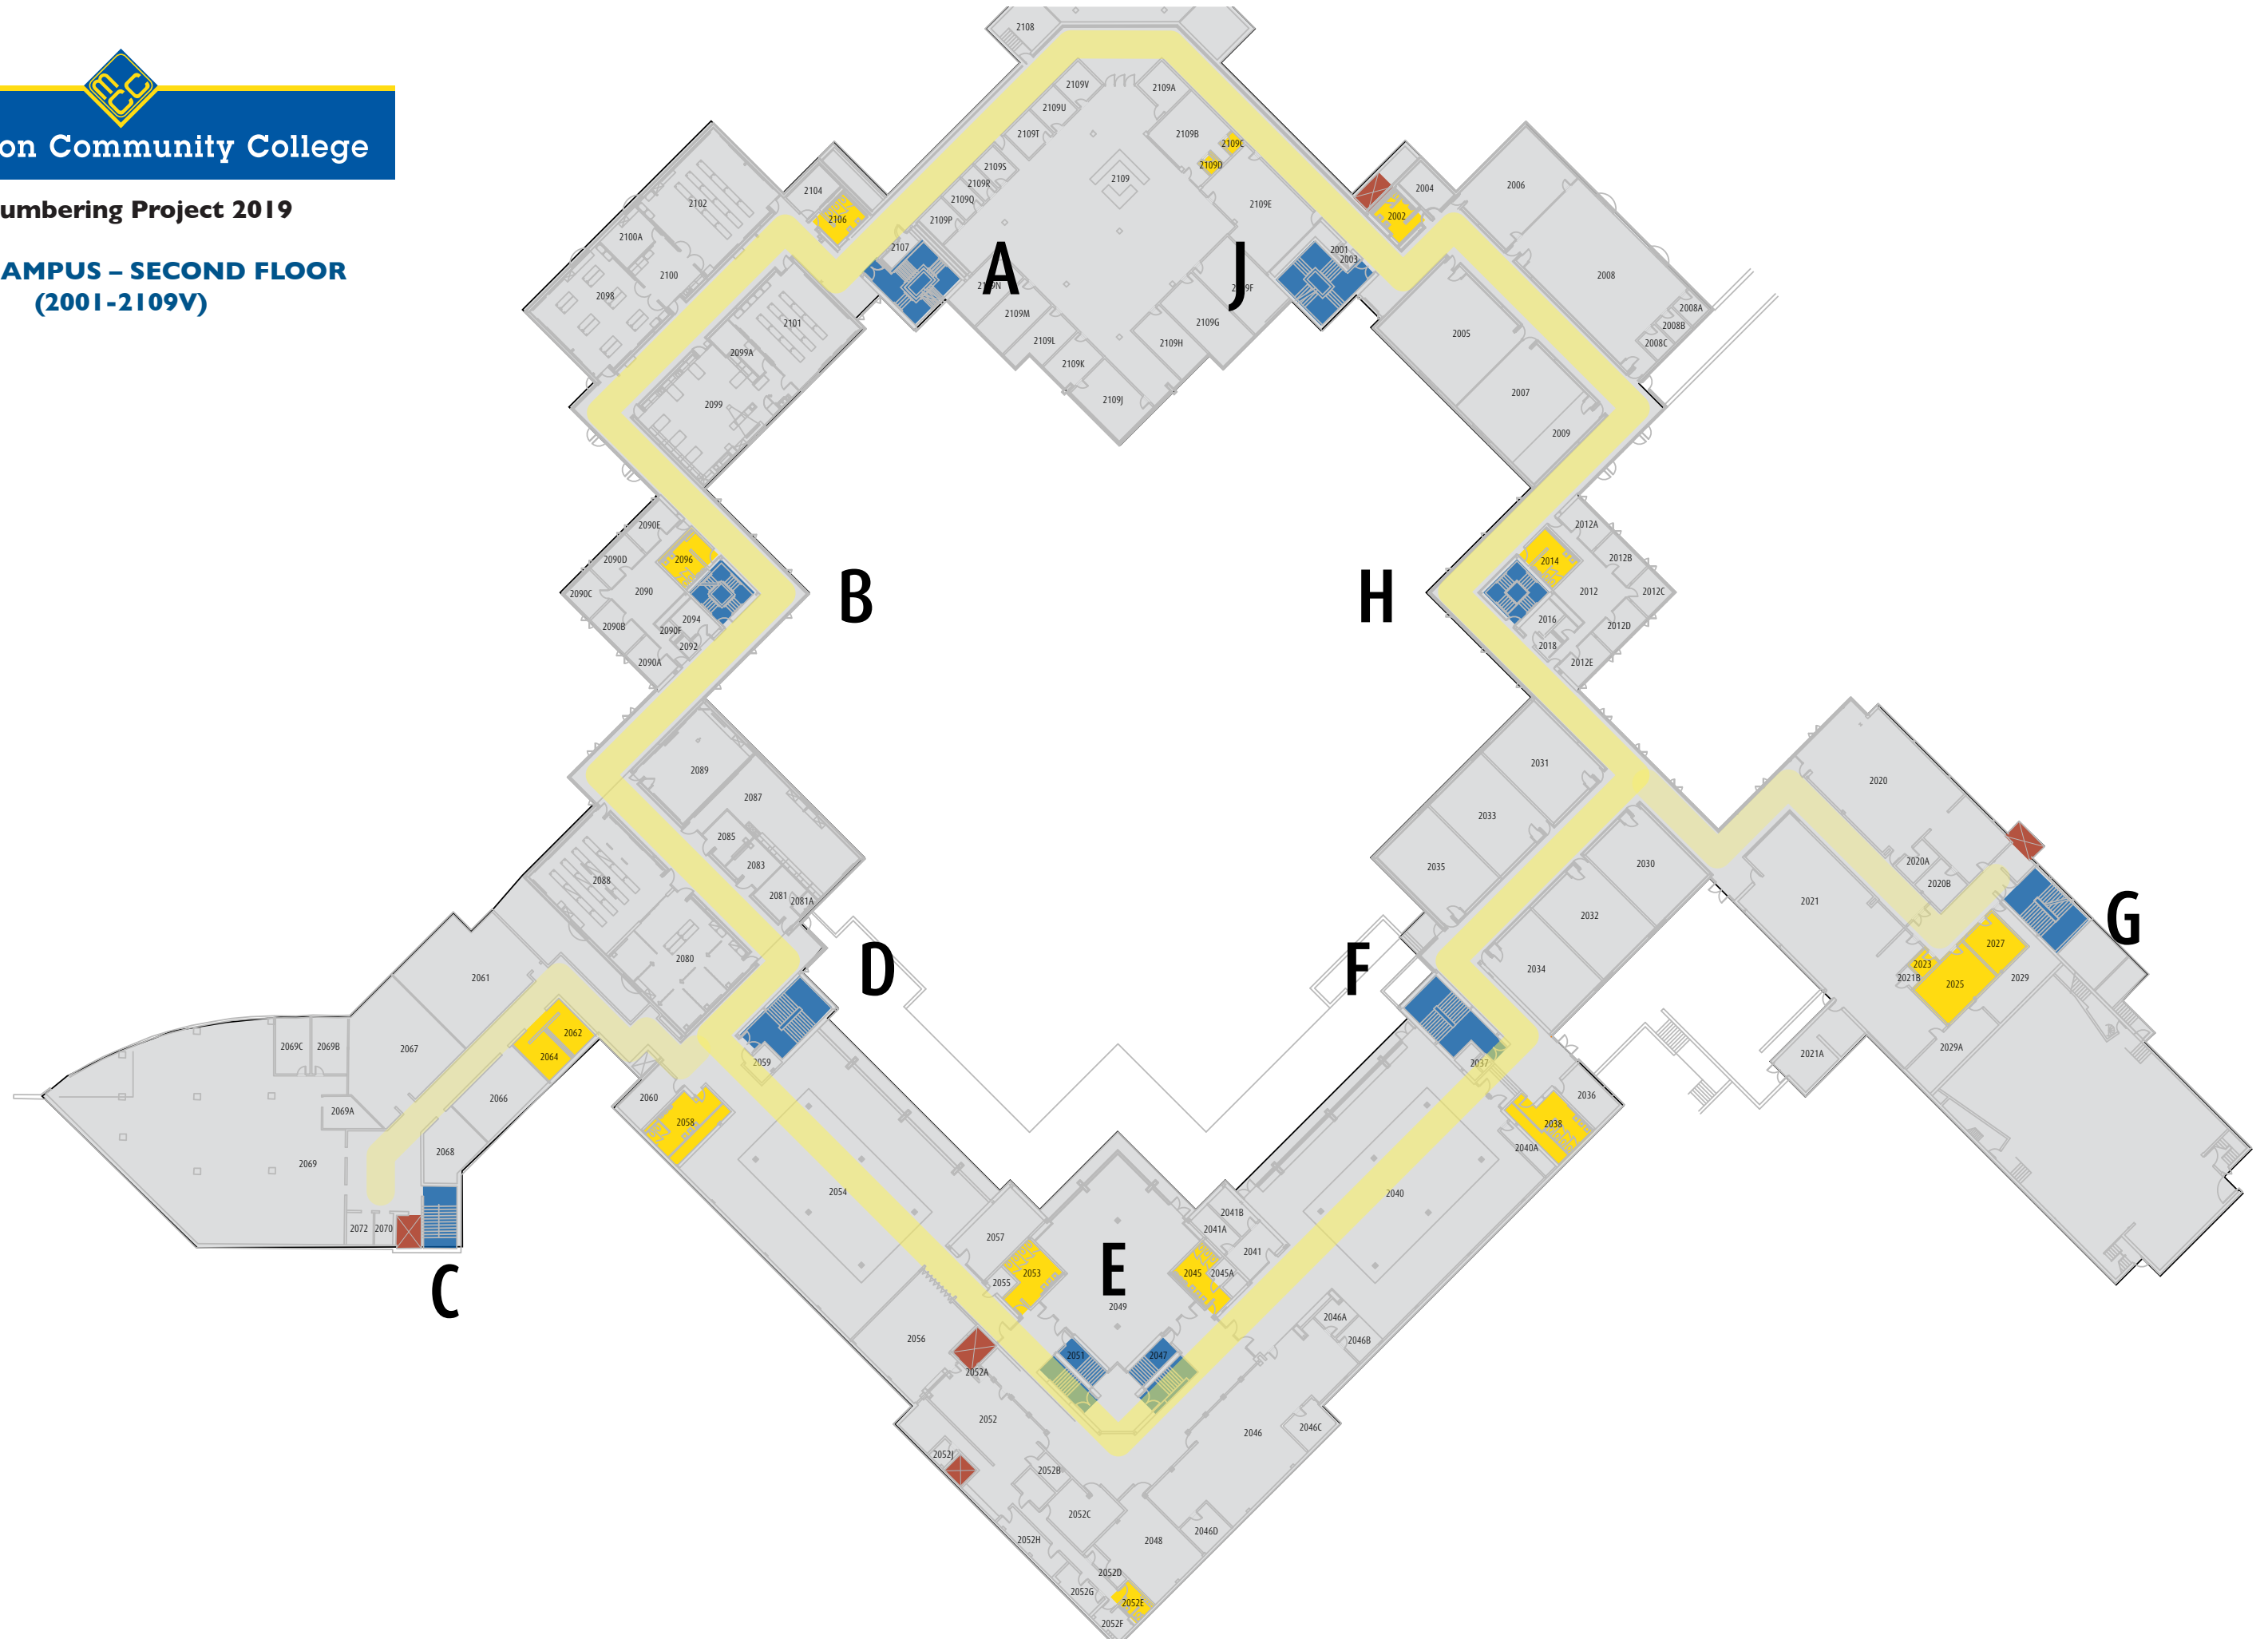 MCC
on Community College
umbering Project 2019
AMPUS – SECOND FLOOR
(2001-2109V)
2108
2109V
2109A
2109U
2109T
2109B
2109C
2109D
2109S
2109R
2109Q
2109P
2109
2109E
2104
2106
2102
2100A
2100
2098
2107
A
J
2001
2003
2002
2004
2006
2008
2008A
2008B
2008C
2109N
2109M
2109L
2109K
2109J
2109H
2109G
2109F
2101
2099A
2099
2005
2007
2009
2090E
2096
2090D
2090C
2090
2094
2090F
2092
2090B
2090A
B
H
2012A
2014
2012B
2012
2012C
2016
2012D
2018
2012E
2089
2087
2085
2083
2081
2081A
2088
2080
D
F
2031
2033
2035
2030
2032
2034
2020
2020A
2020B
2021
G
2027
2023
2021B
2025
2029
2029A
2021A
2061
2067
2062
2064
2069C
2069B
2069A
2066
2068
2069
2072
2070
C
2059
2060
2058
2054
2037
2036
2038
2040A
2040
2057
2053
2055
E
2049
2041B
2041A
2041
2045
2045A
2056
2052A
2051
2047
2046A
2046B
2052
2046
2046C
2052J
2052B
2052C
2052H
2048
2046D
2052D
2052G
2052E
2052F